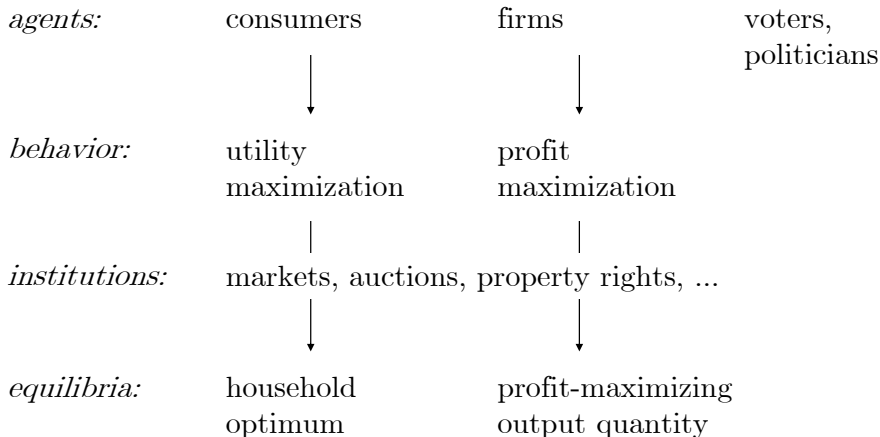 agents: consumers firms voters,
politicians
behavior: utility profit
maximization maximization
institutions: markets, auctions, property rights, ...
equilibria: household profit-maximizing
optimum output quantity